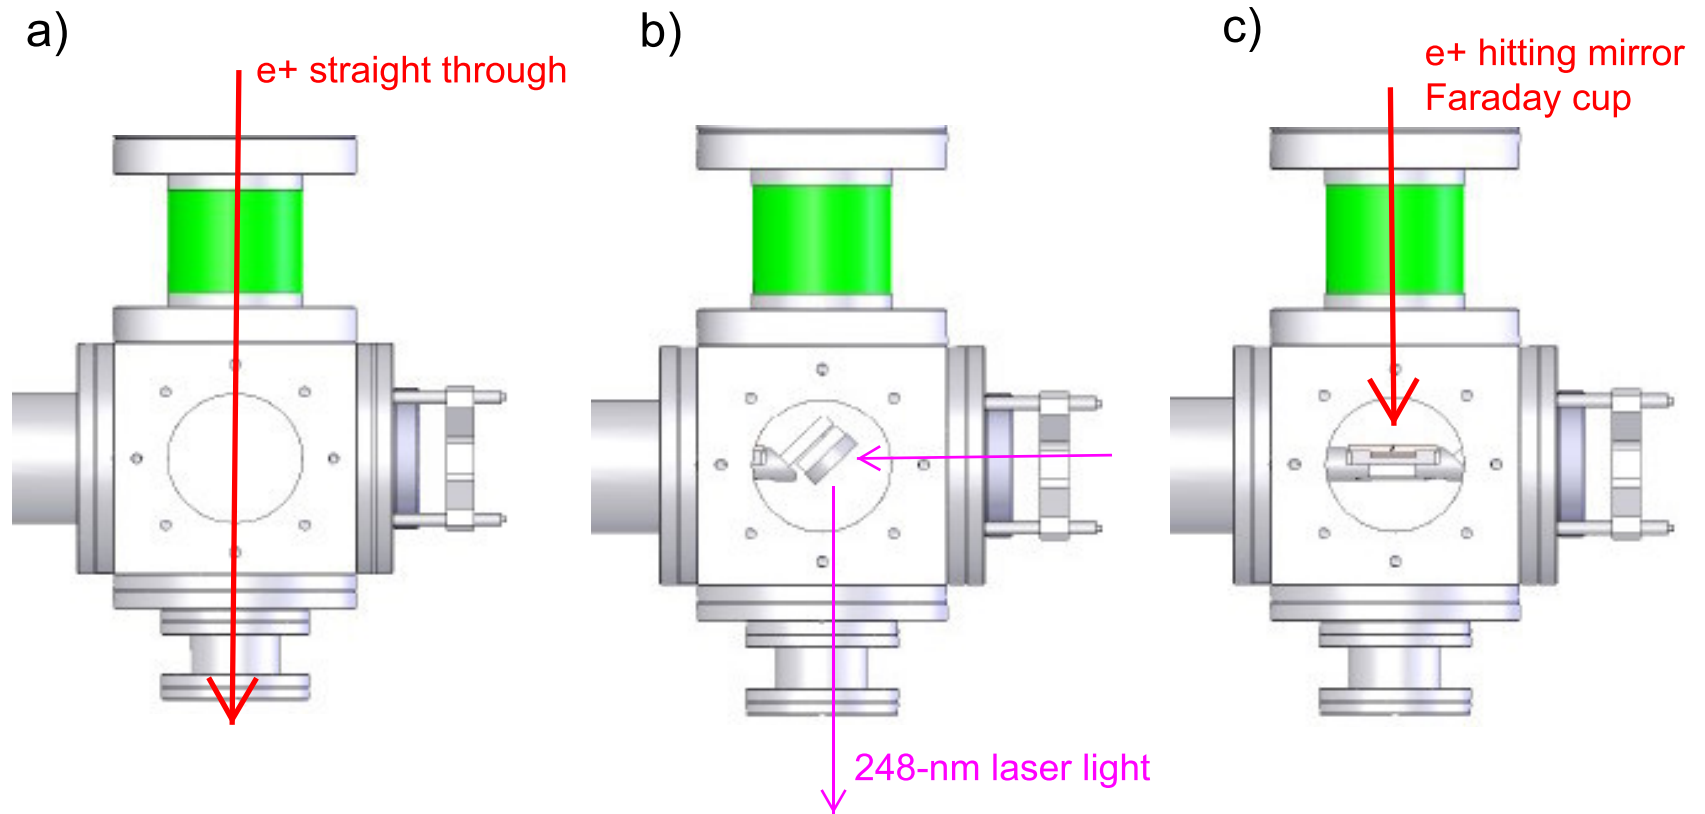 a)
e+ straight through
b)
248-nm laser light
c)
e+ hitting mirror
Faraday cup